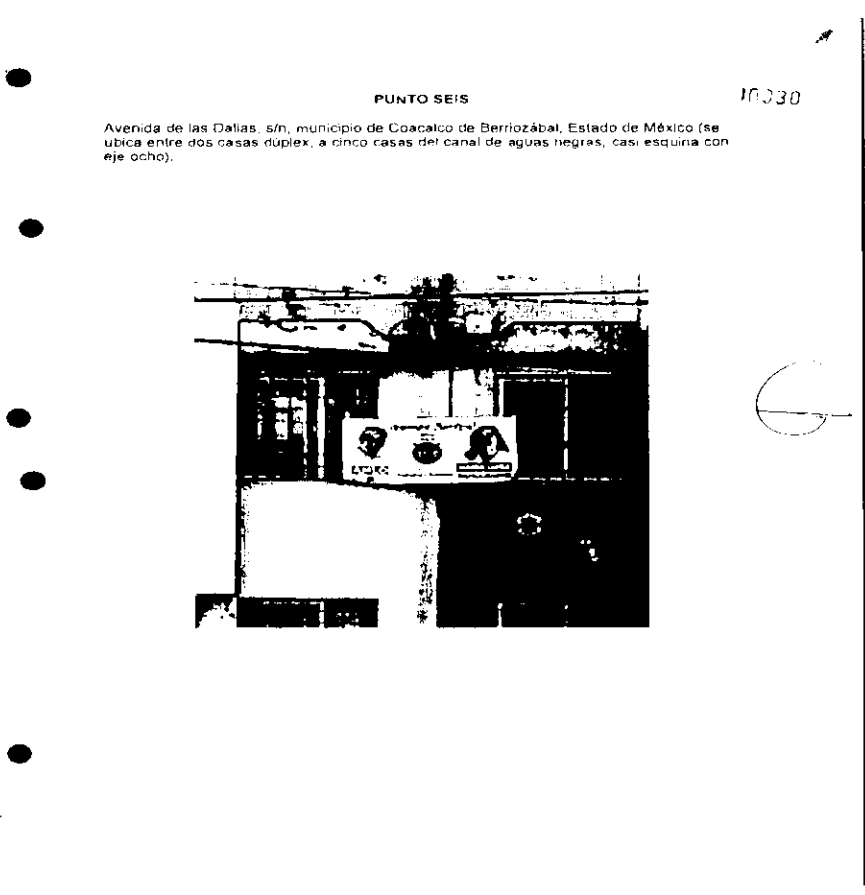 PUNTO SEIS
Avenida de las Dalias, s/n, municipio de Coacalco de Berriozábal, Estado de México (se
ubica entre dos casas dúplex, a cinco casas del canal de aguas negras, casi esquina con
eje ocho).